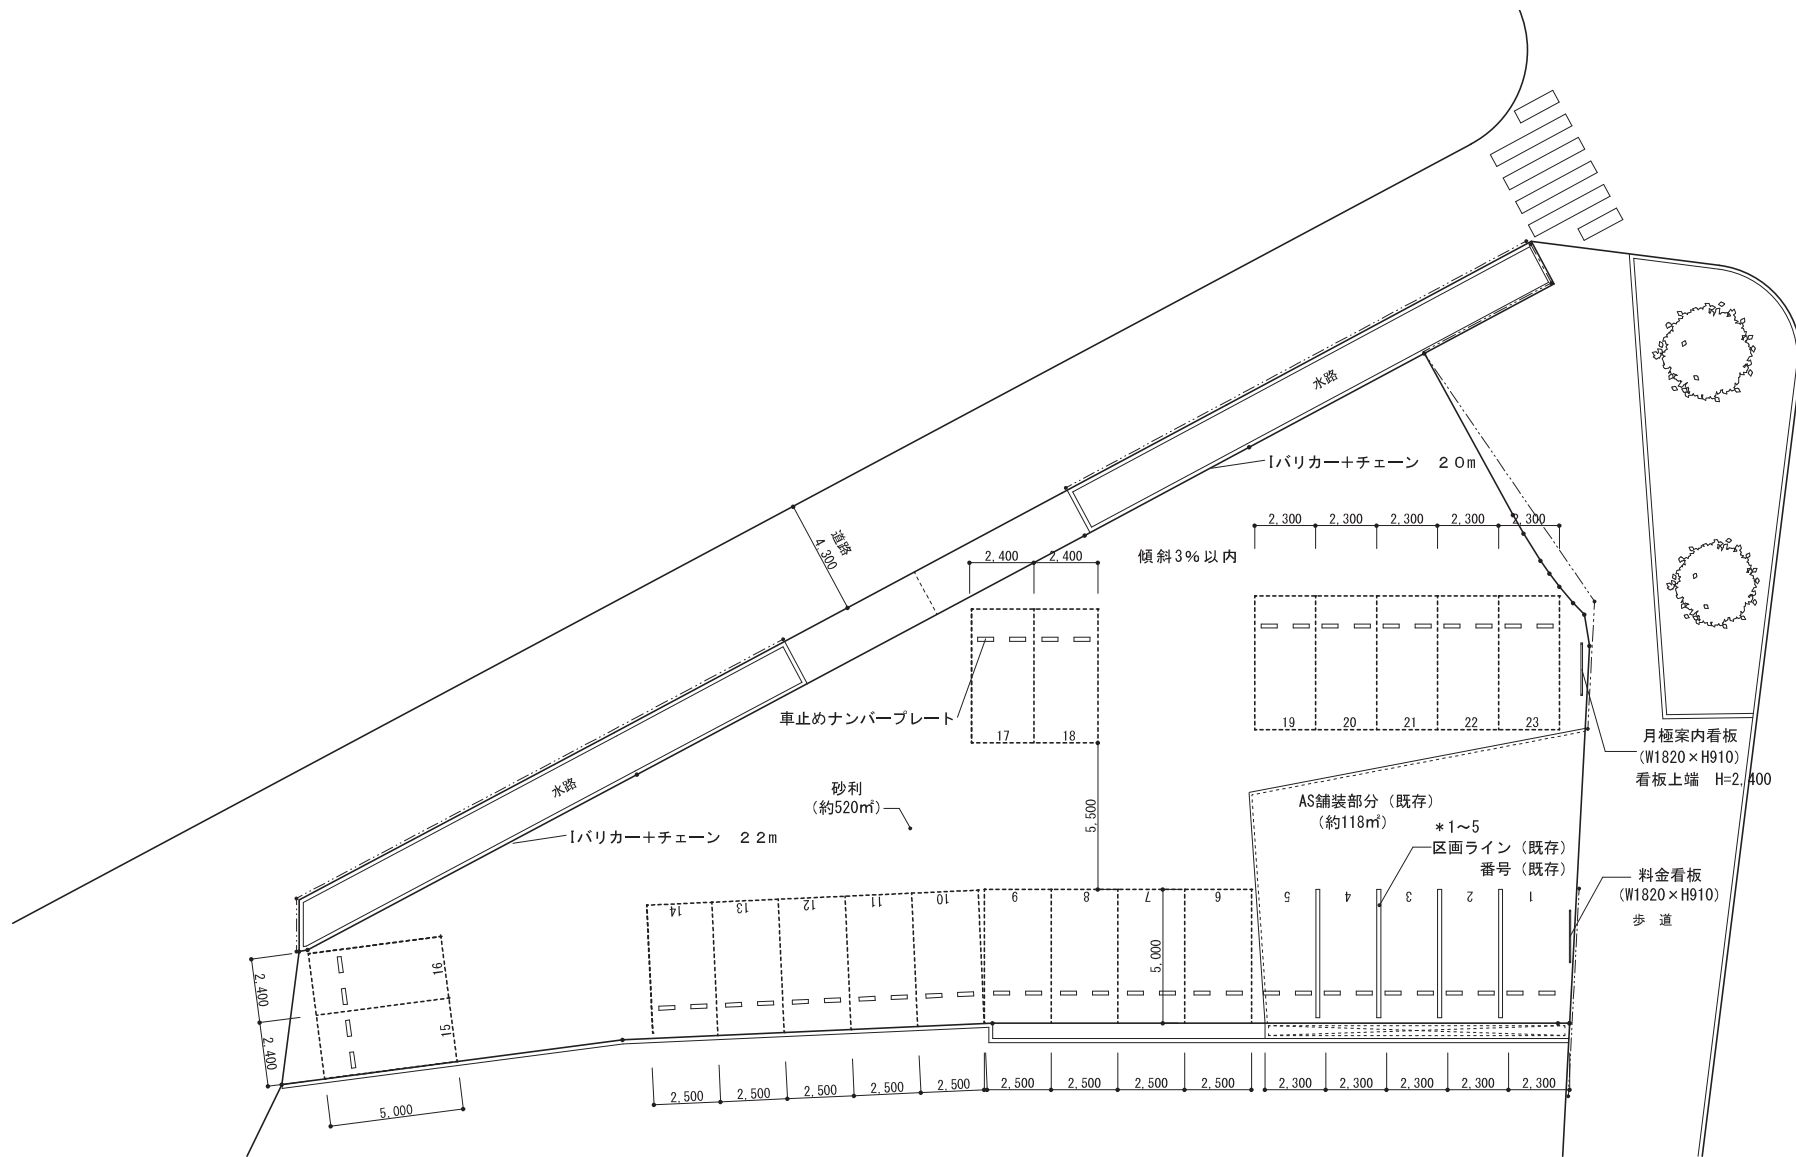 水路
Iバリカー+チェーン 20m
道路
4,300
2,300
2,300
2,300
2,300
2,300
2,400
2,400
傾斜3%以内
車止めナンバープレート
17
18
19
20
21
22
23
月極案内看板
(W1820×H910)
看板上端 H=2,400
水路
砂利
(約520㎡)
5,500
AS舗装部分(既存)
(約118㎡)
*1~5
区画ライン(既存)
番号(既存)
Iバリカー+チェーン 22m
料金看板
(W1820×H910)
歩 道
14
13
12
11
10
9
8
7
6
5
4
3
2
1
5,000
16
15
2,400
2,400
5,000
2,500
2,500
2,500
2,500
2,500
2,500
2,500
2,500
2,500
2,300
2,300
2,300
2,300
2,300